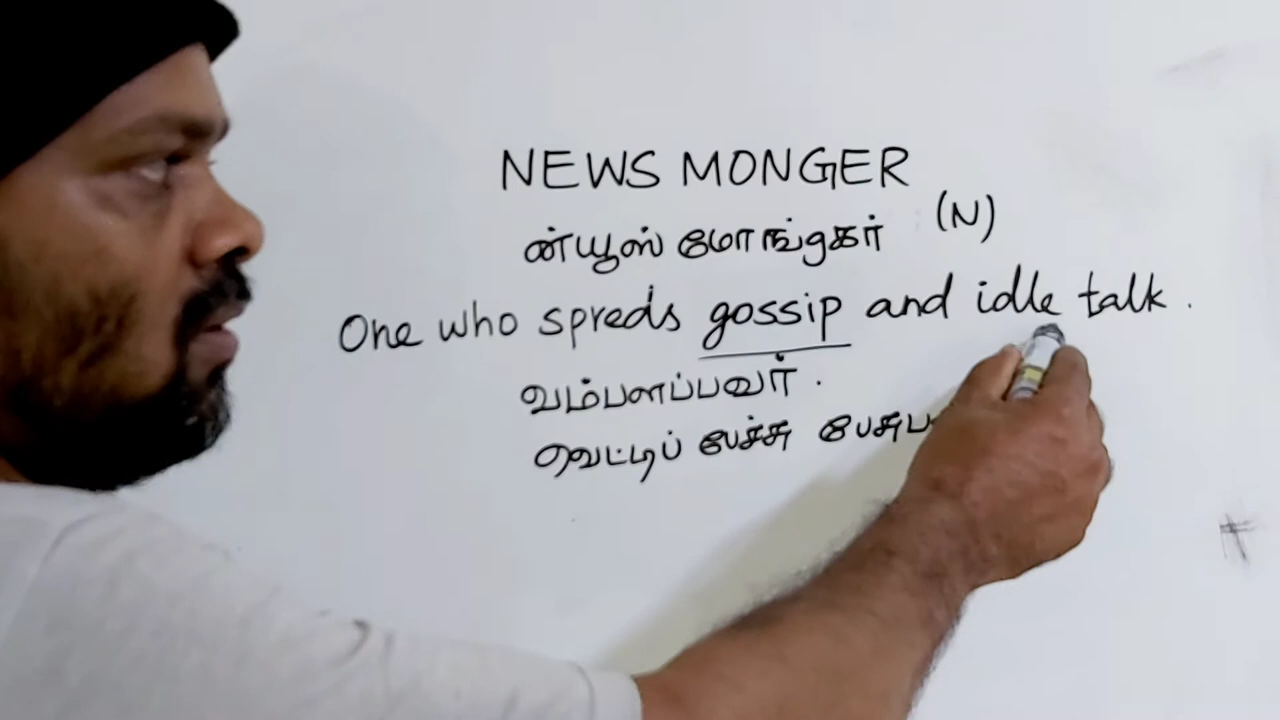 NEWS MONGER
ன்யூஸ் மோங்கர் (N)
One who spreds gossip and idle talk.
வம்பளப்பவர்.
வெட்டிப் பேச்சு